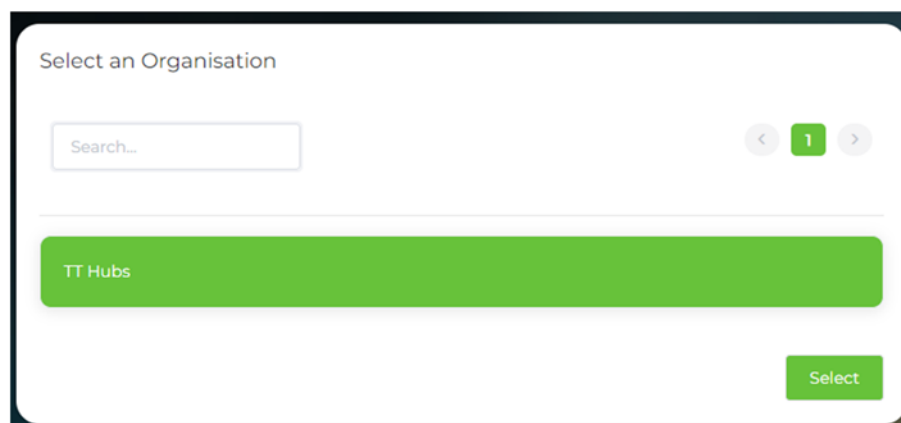 Select an Organisation
Search...
1
TT Hubs
Select